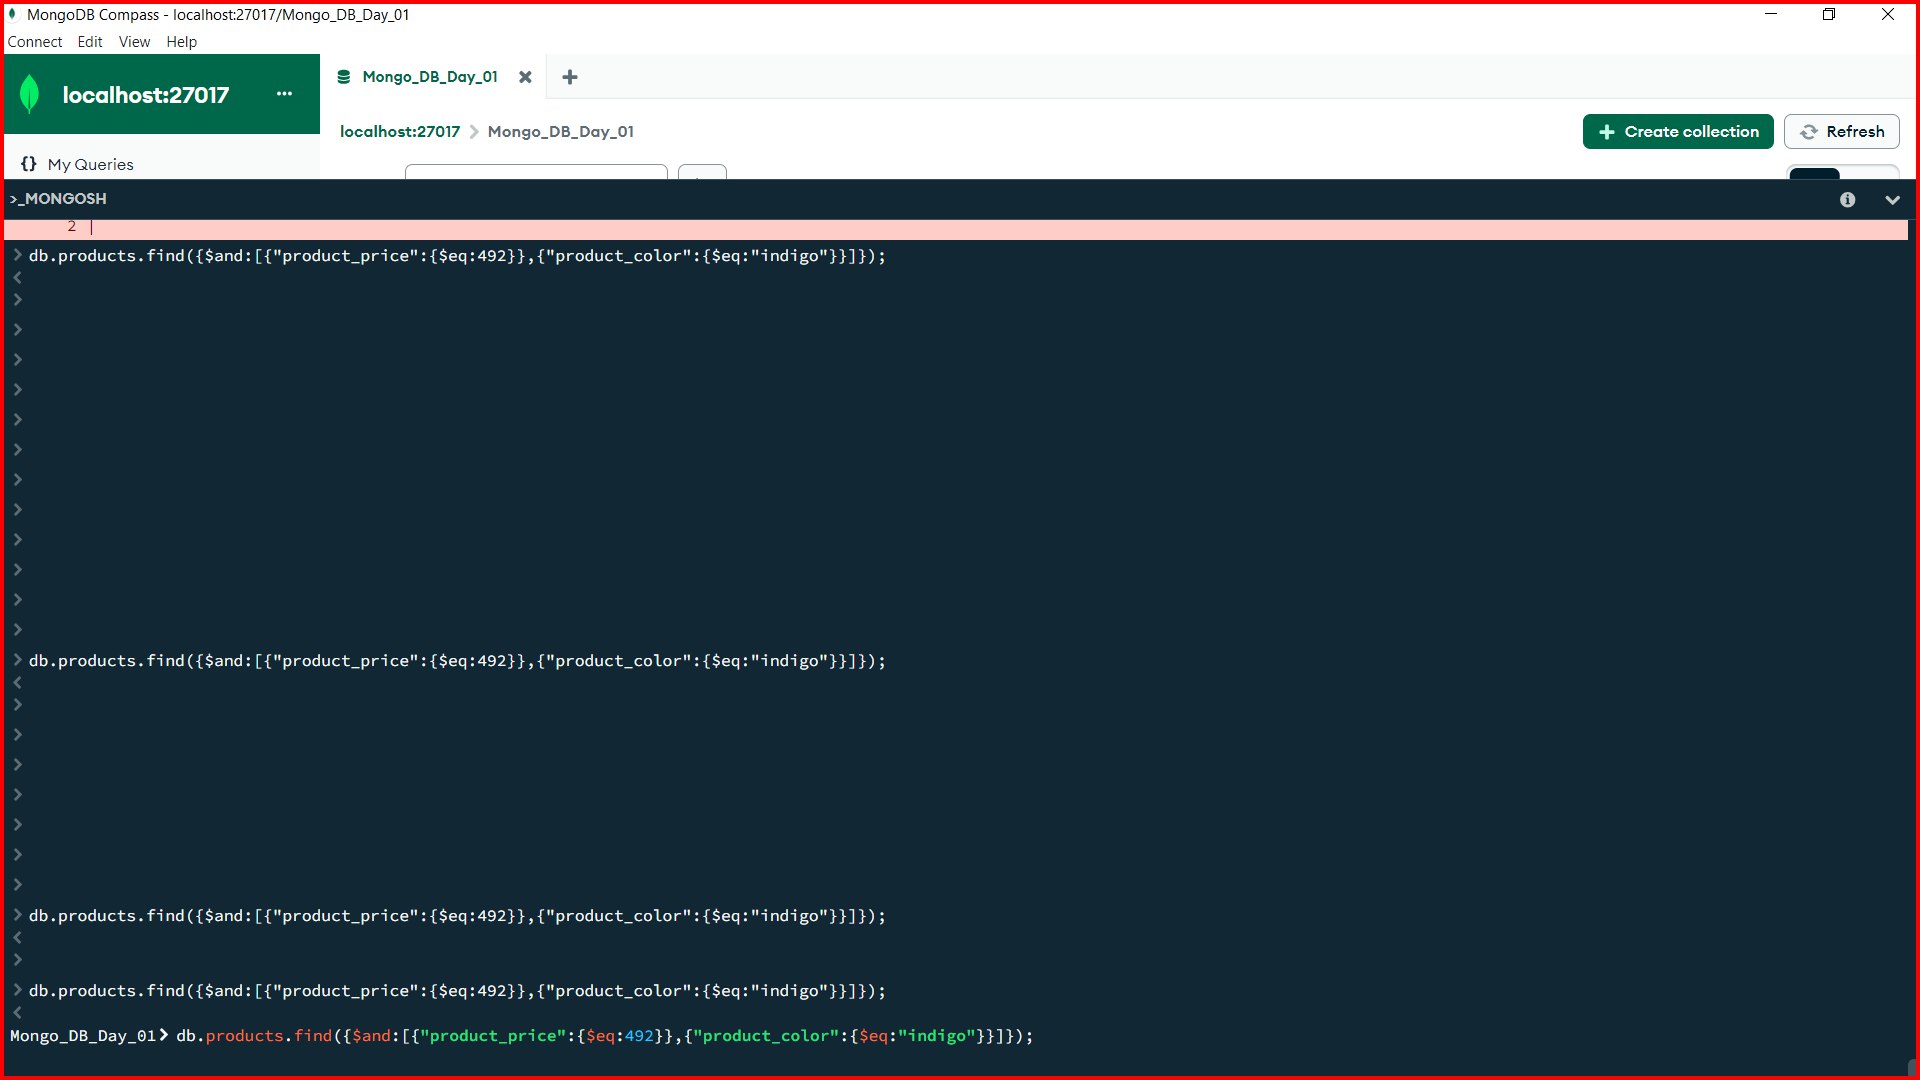 MongoDB Compass - localhost:27017/Mongo_DB_Day_01
Connect Edit View Help
localhost:27017 ...
Mongo_DB_Day_01
localhost:27017 > Mongo_DB_Day_01
Create collection
Refresh
{} My Queries
>_MONGOSH
2
> db.products.find({$and:[{"product_price":{$eq:492}},{"product_color":{$eq:"indigo"}}]});
<
>
>
>
>
>
>
>
>
>
>
>
>
> db.products.find({$and:[{"product_price":{$eq:492}},{"product_color":{$eq:"indigo"}}]});
<
>
>
>
>
>
>
>
> db.products.find({$and:[{"product_price":{$eq:492}},{"product_color":{$eq:"indigo"}}]});
<
>
> db.products.find({$and:[{"product_price":{$eq:492}},{"product_color":{$eq:"indigo"}}]});
<
Mongo_DB_Day_01> db.products.find({$and:[{"product_price":{$eq:492}},{"product_color":{$eq:"indigo"}}]});